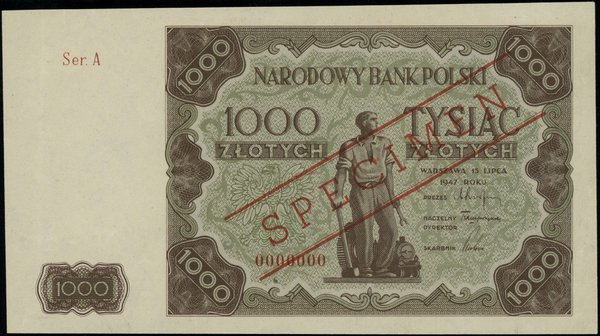 Ser. A
1000
1000
NARODOWY BANK POLSKI
1000 TYSIĄC
ZŁOTYCH ZŁOTYCH
WARSZAWA 15 LIPCA
1947 ROKU
PREZES
NACZELNY
DYREKTOR
SKARBNIK
SPECIMEN
0000000
1000
1000
1000